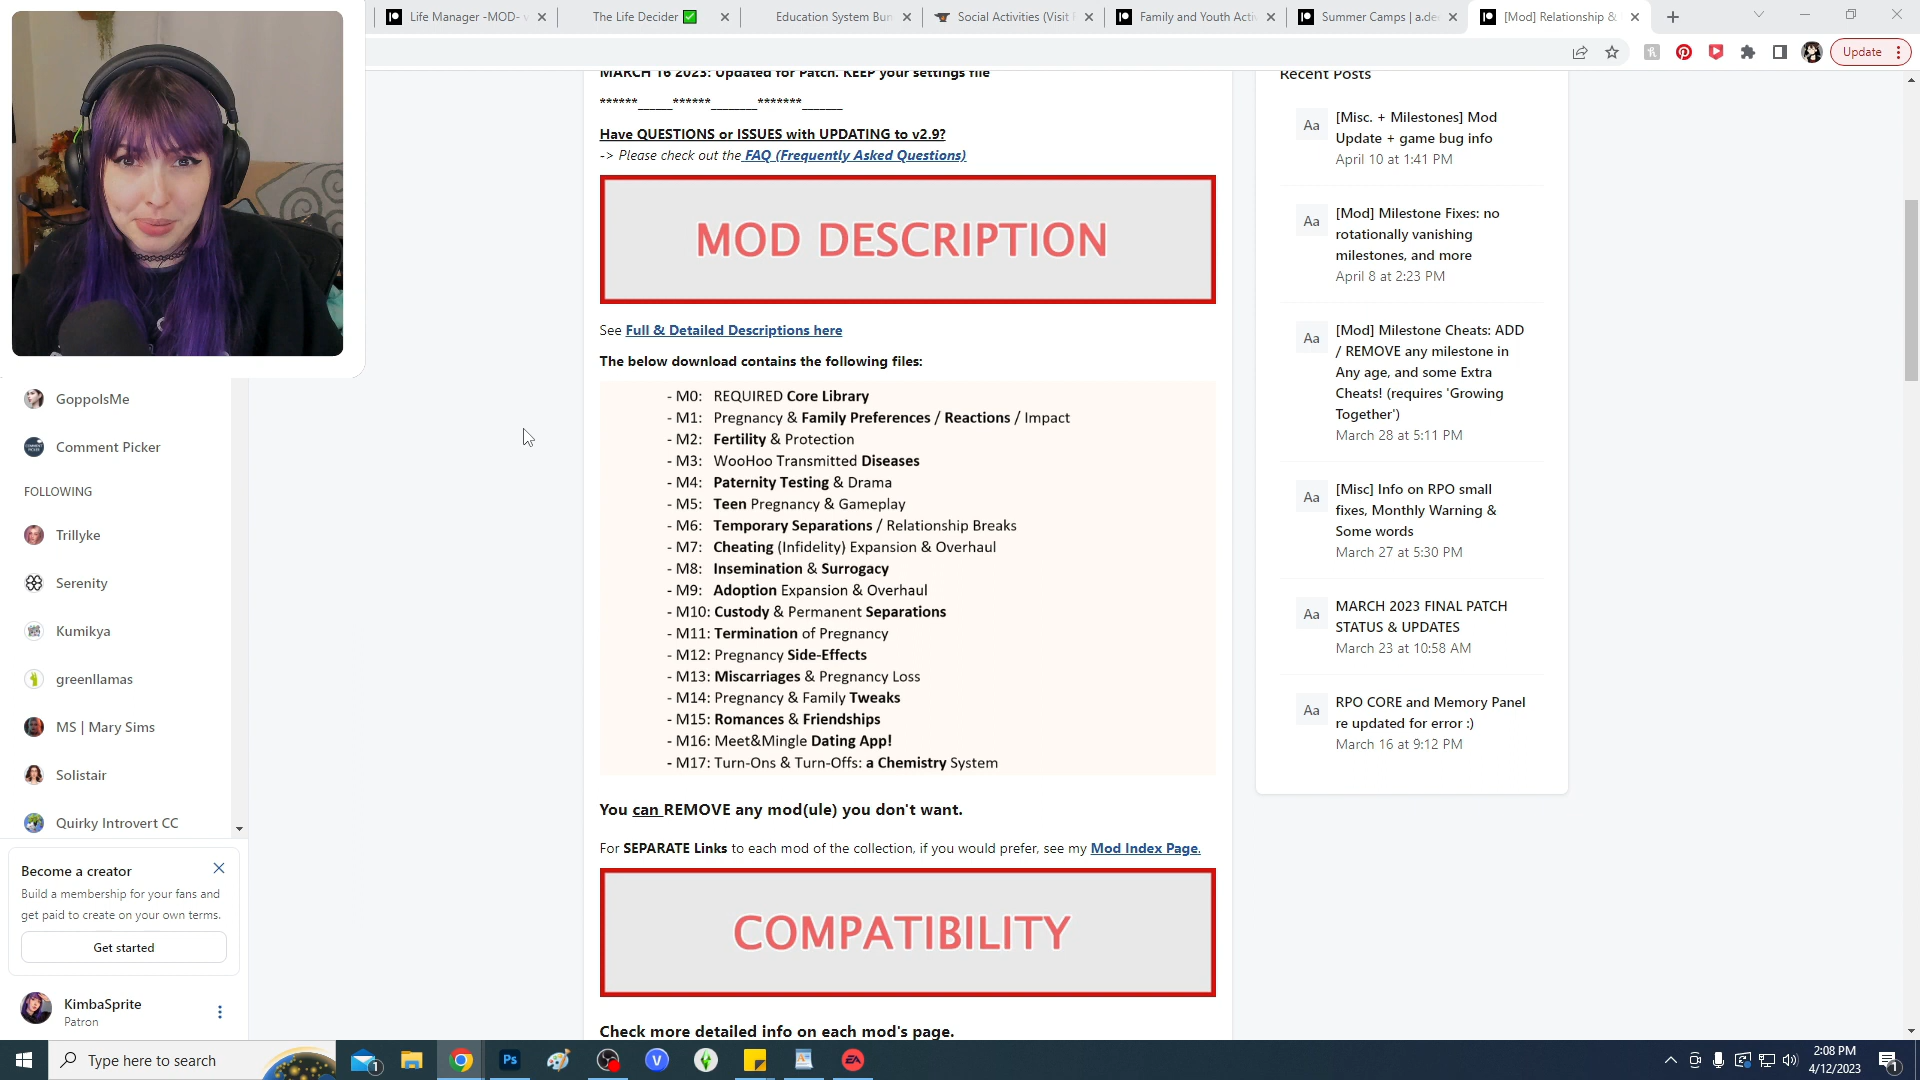 Life Manager -MOD- v
The Life Decider ✅
Education System Bun
Social Activities (Visit
Family and Youth Activ
Summer Camps | a.de
[Mod] Relationship &
Update
MARCH 16 2023: Updated for Patch. KEEP your settings file
******______******________*******_______
Have QUESTIONS or ISSUES with UPDATING to v2.9?
-> Please check out the FAQ (Frequently Asked Questions)
MOD DESCRIPTION
See Full & Detailed Descriptions here
The below download contains the following files:
- M0: REQUIRED Core Library
- M1: Pregnancy & Family Preferences / Reactions / Impact
- M2: Fertility & Protection
- M3: WooHoo Transmitted Diseases
- M4: Paternity Testing & Drama
- M5: Teen Pregnancy & Gameplay
- M6: Temporary Separations / Relationship Breaks
- M7: Cheating (Infidelity) Expansion & Overhaul
- M8: Insemination & Surrogacy
- M9: Adoption Expansion & Overhaul
- M10: Custody & Permanent Separations
- M11: Termination of Pregnancy
- M12: Pregnancy Side-Effects
- M13: Miscarriages & Pregnancy Loss
- M14: Pregnancy & Family Tweaks
- M15: Romances & Friendships
- M16: Meet&Mingle Dating App!
- M17: Turn-Ons & Turn-Offs: a Chemistry System
You can REMOVE any mod(ule) you don't want.
For SEPARATE Links to each mod of the collection, if you would prefer, see my Mod Index Page.
COMPATIBILITY
Check more detailed info on each mod's page.
Recent Posts
Aa
[Misc. + Milestones] Mod
Update + game bug info
April 10 at 1:41 PM
Aa
[Mod] Milestone Fixes: no
rotationally vanishing
milestones, and more
April 8 at 2:23 PM
Aa
[Mod] Milestone Cheats: ADD
/ REMOVE any milestone in
Any age, and some Extra
Cheats! (requires 'Growing
Together')
March 28 at 5:11 PM
Aa
[Misc] Info on RPO small
fixes, Monthly Warning &
Some words
March 27 at 5:30 PM
Aa
MARCH 2023 FINAL PATCH
STATUS & UPDATES
March 23 at 10:58 AM
Aa
RPO CORE and Memory Panel
re updated for error :)
March 16 at 9:12 PM
GoppolsMe
Comment Picker
FOLLOWING
Trillyke
Serenity
Kumikya
greenllamas
MS | Mary Sims
Solistair
Quirky Introvert CC
Become a creator
Build a membership for your fans and
get paid to create on your own terms.
Get started
KimbaSprite
Patron
Type here to search
1
Ps
V
EA
2:08 PM
4/12/2023
1